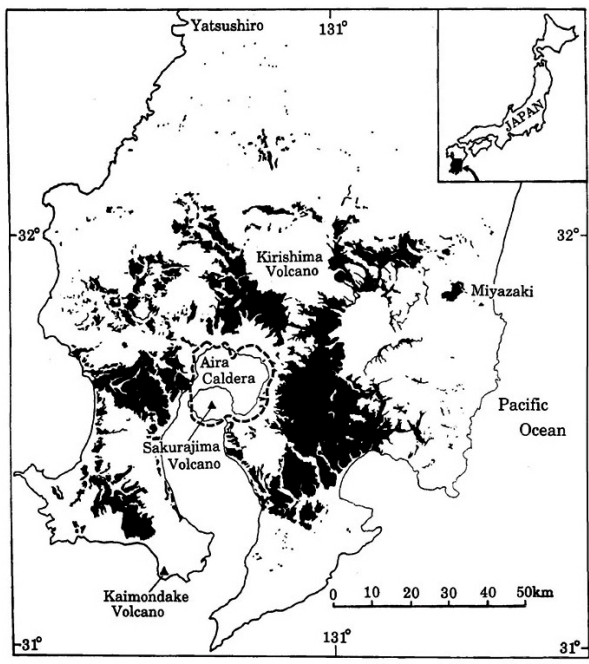 Yatsushiro
131°
JAPAN
32°
32°
Kirishima
Volcano
Miyazaki
Aira
Caldera
Pacific
Ocean
Sakurajima
Volcano
Kaimondake
Volcano
0 10 20 30 40 50km
31°
131°
31°